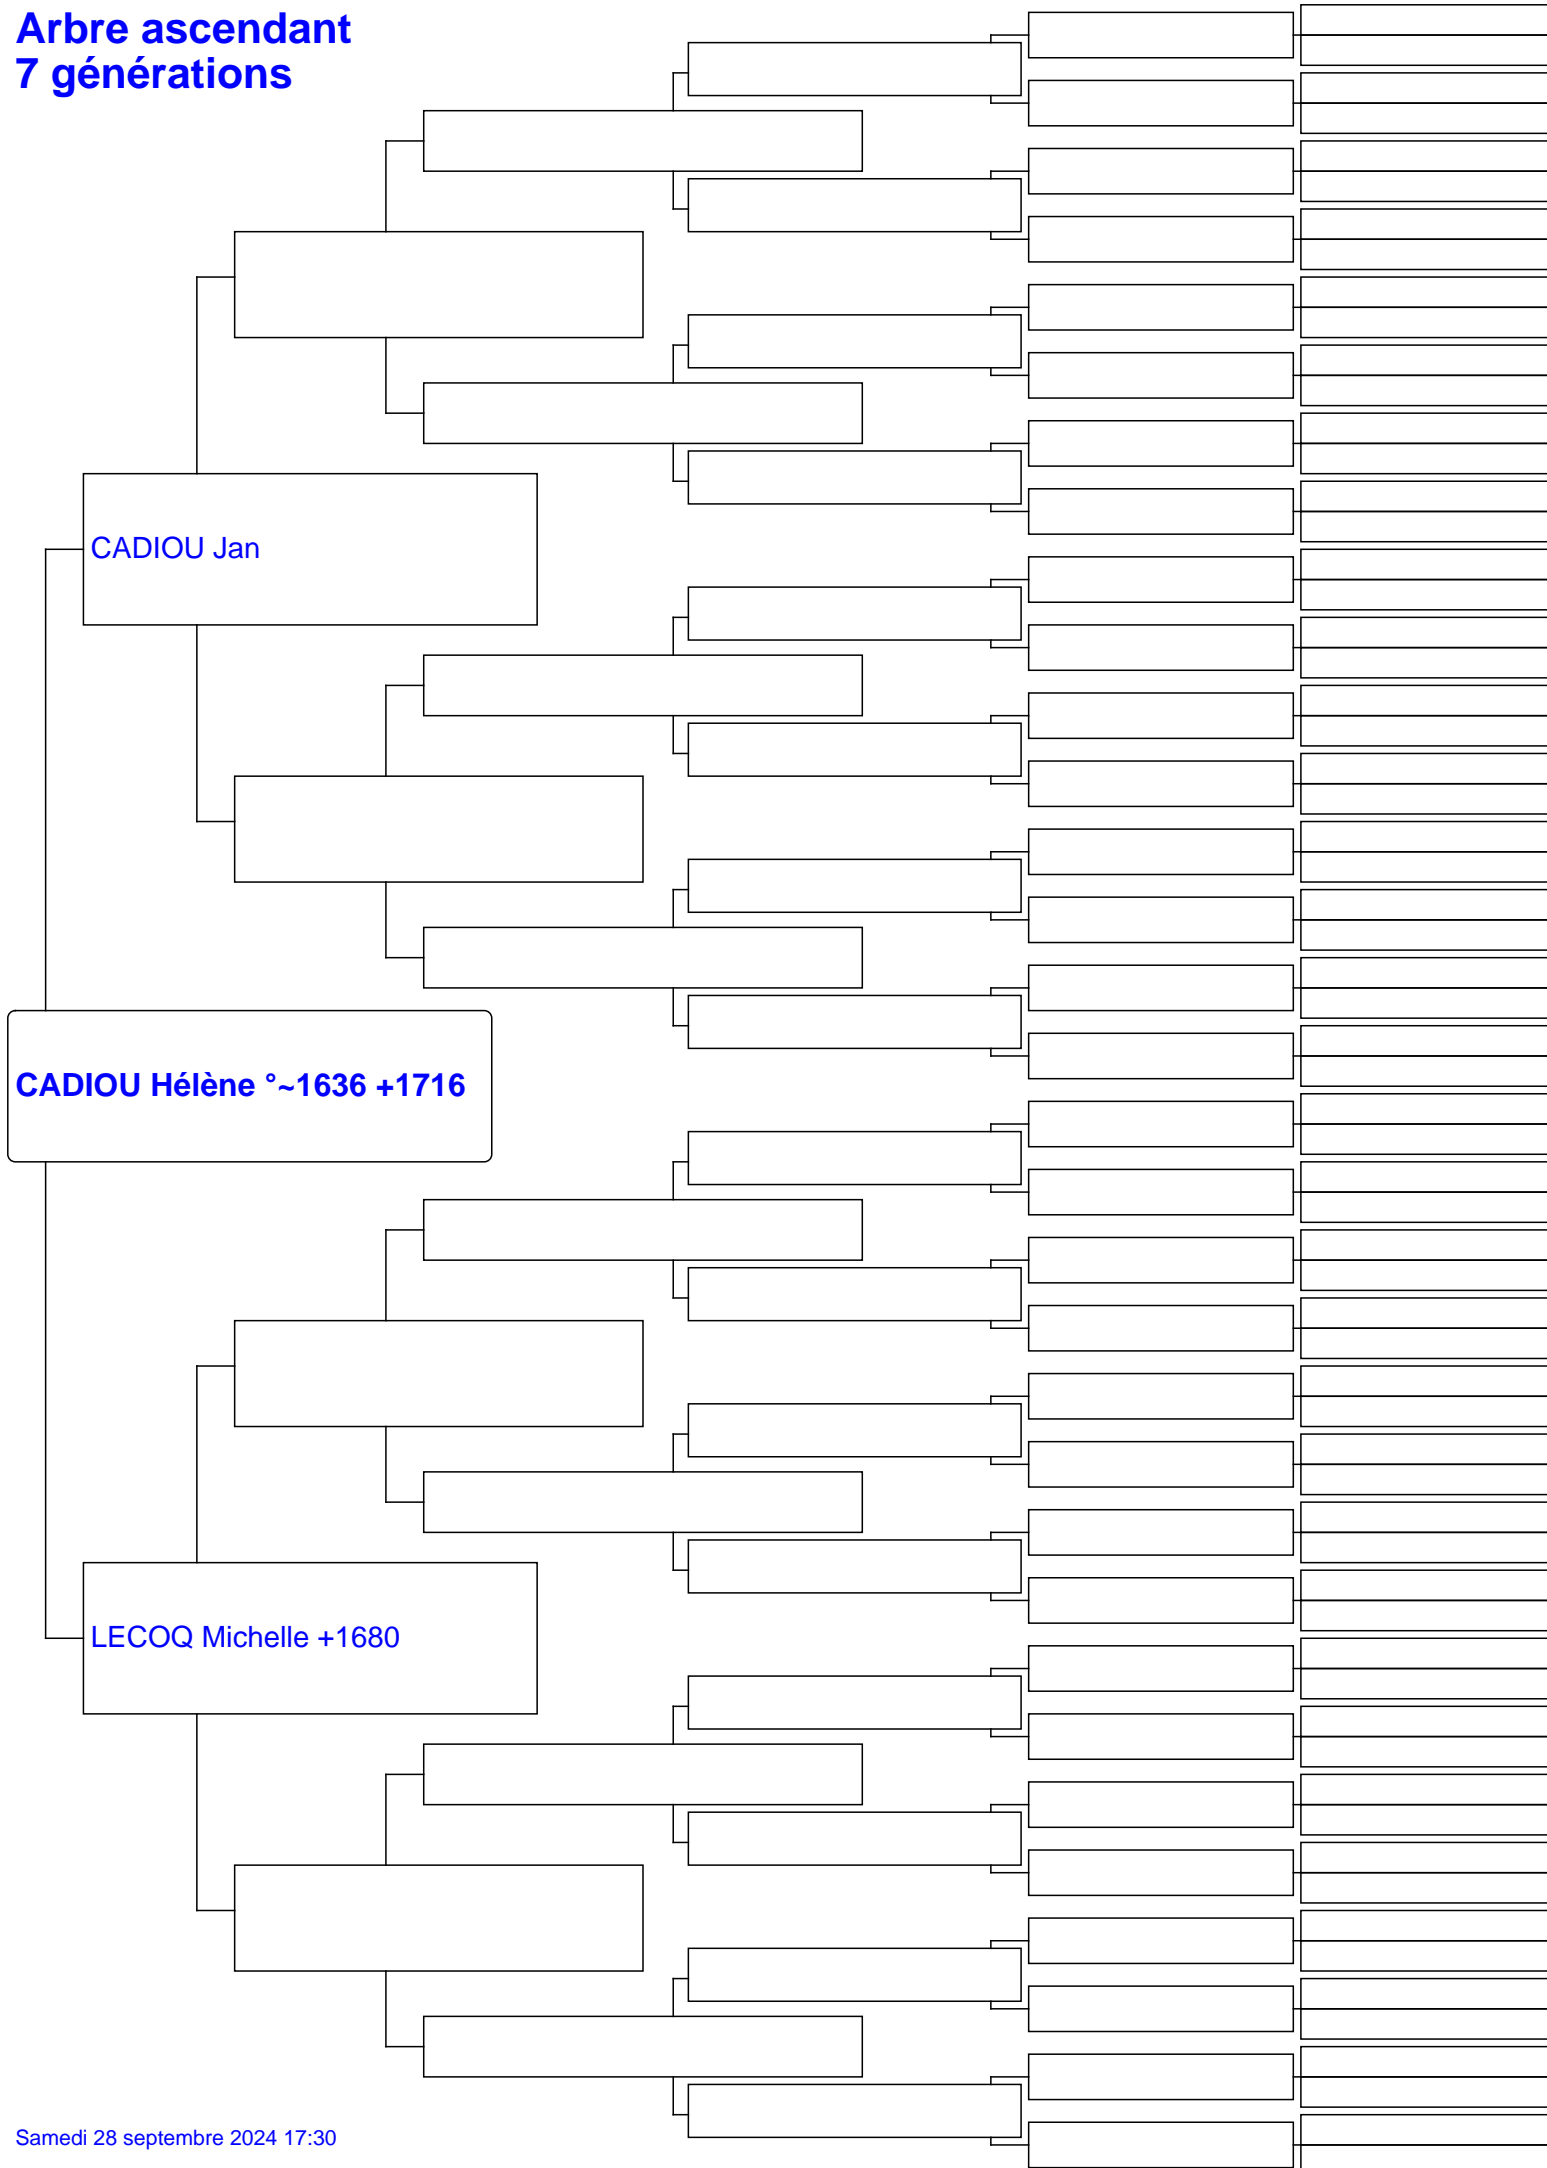 Arbre ascendant
7 générations
CADIOU Jan
CADIOU Hélène °~1636 +1716
LECOQ Michelle +1680
Samedi 28 septembre 2024 17:30